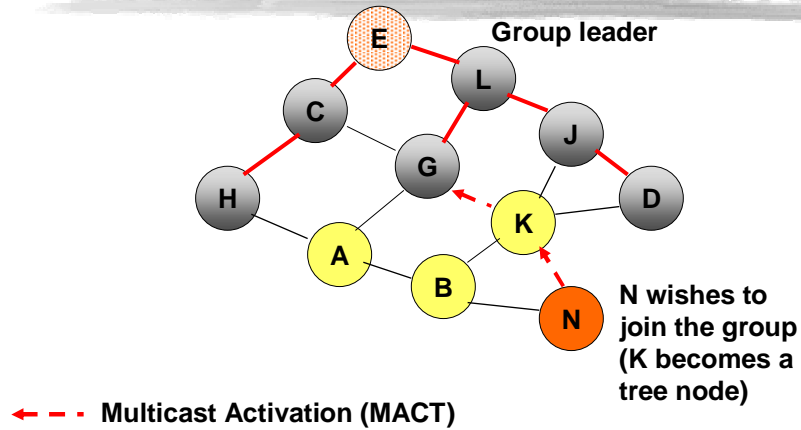 E
Group leader
L
C
J
G
H
D
K
A
B
N
N wishes to
join the group
(K becomes a
tree node)
Multicast Activation (MACT)